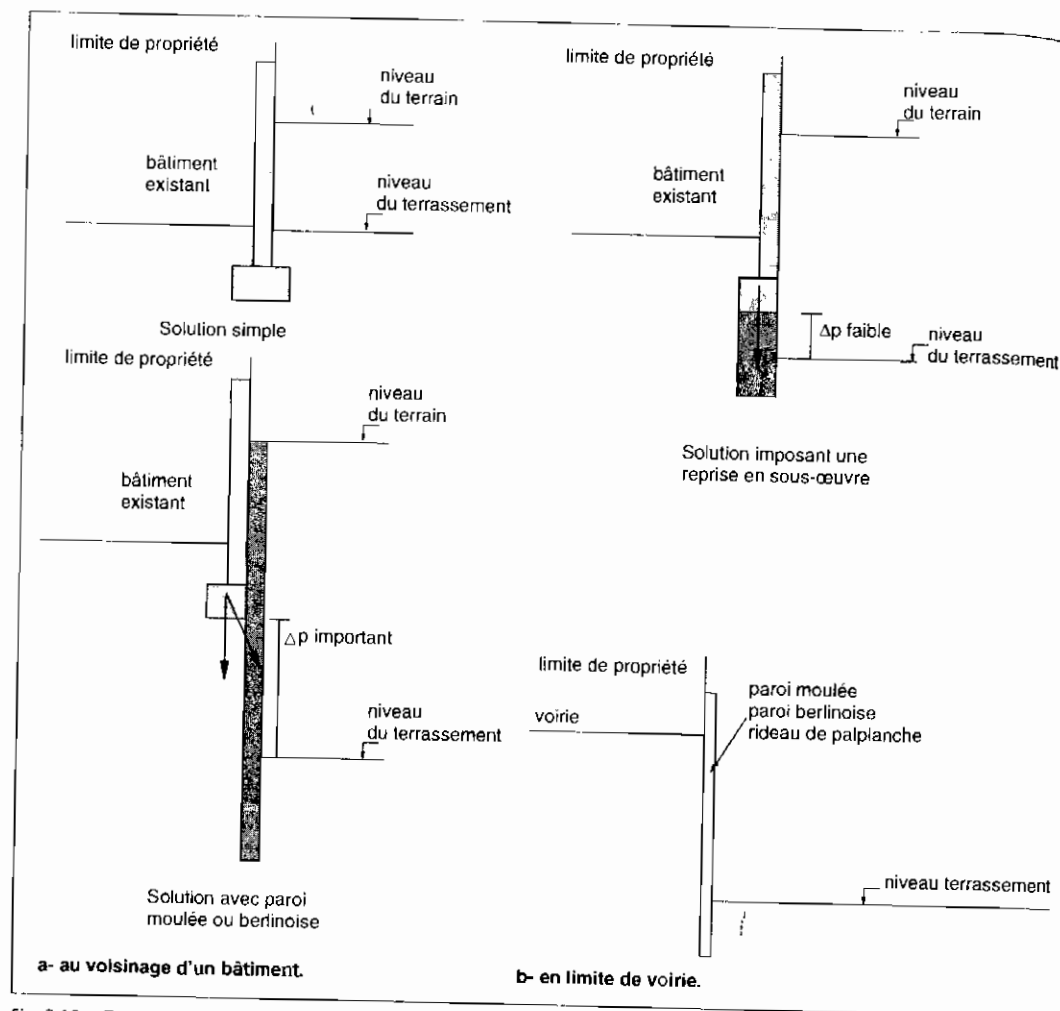 limite de propriété
niveau
du terrain
bâtiment
existant
niveau
du terrassement
Solution simple
limite de propriété
niveau
du terrain
bâtiment
existant
Δp faible
niveau
du terrassement
Solution imposant une
reprise en sous-œuvre
limite de propriété
niveau
du terrain
bâtiment
existant
Δp important
niveau
du terrassement
Solution avec paroi
moulée ou berlinoise
a- au voisinage d'un bâtiment.
limite de propriété
voirie
paroi moulée
paroi berlinoise
rideau de palplanche
niveau terrassement
b- en limite de voirie.